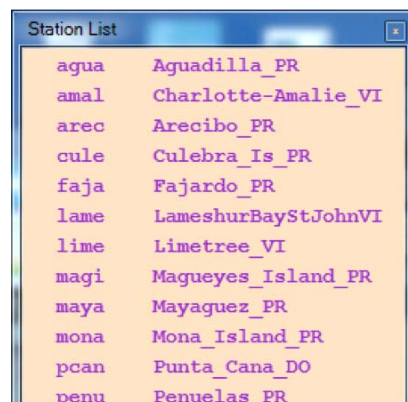 Station List
agua Aguadilla_PR
amal Charlotte-Amalie_VI
arec Arecibo_PR
cule Culebra_Is_PR
faja Fajardo_PR
lame LameshurBayStJohnVI
lime Limetree_VI
magi Magueyes_Island_PR
maya Mayaguez_PR
mona Mona_Island_PR
pcan Punta_Cana_DO
penu Penuelas_PR